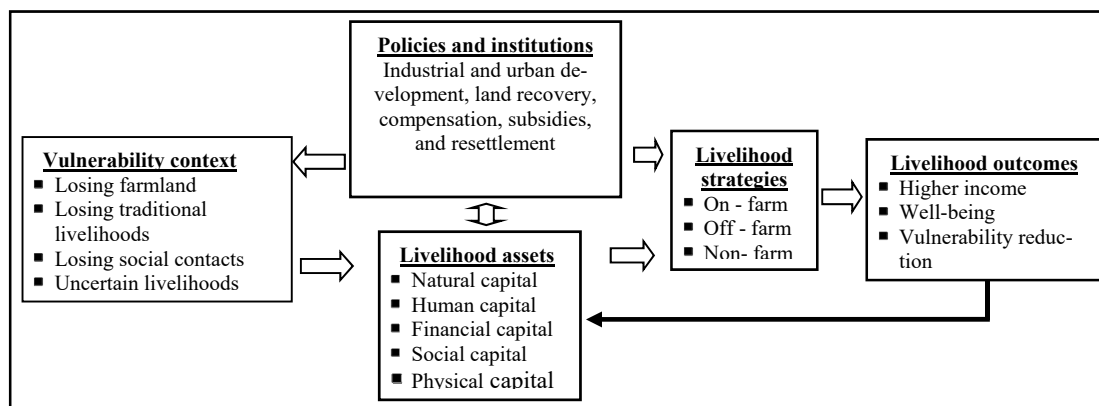 Policies and institutions
Industrial and urban de-
velopment, land recovery,
compensation, subsidies,
and resettlement
Vulnerability context
▪ Losing farmland
▪ Losing traditional
livelihoods
▪ Losing social contacts
▪ Uncertain livelihoods
Livelihood assets
▪ Natural capital
▪ Human capital
▪ Financial capital
▪ Social capital
▪ Physical capital
Livelihood
strategies
▪ On - farm
▪ Off - farm
▪ Non- farm
Livelihood outcomes
▪ Higher income
▪ Well-being
▪ Vulnerability reduc-
tion